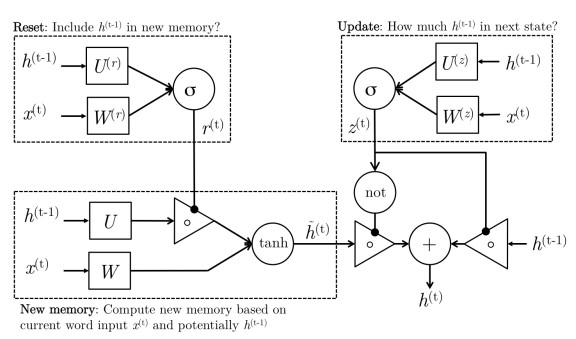 Reset: Include h(t-1) in new memory?
Update: How much h(t-1) in next state?
h(t-1)
U(r)
σ
x(t)
W(r)
r(t)
U(z)
h(t-1)
σ
W(z)
x(t)
z(t)
not
h(t-1)
U
∘
x(t)
W
tanh
h̃(t)
∘
+
∘
h(t-1)
h(t)
New memory: Compute new memory based on
current word input x(t) and potentially h(t-1)